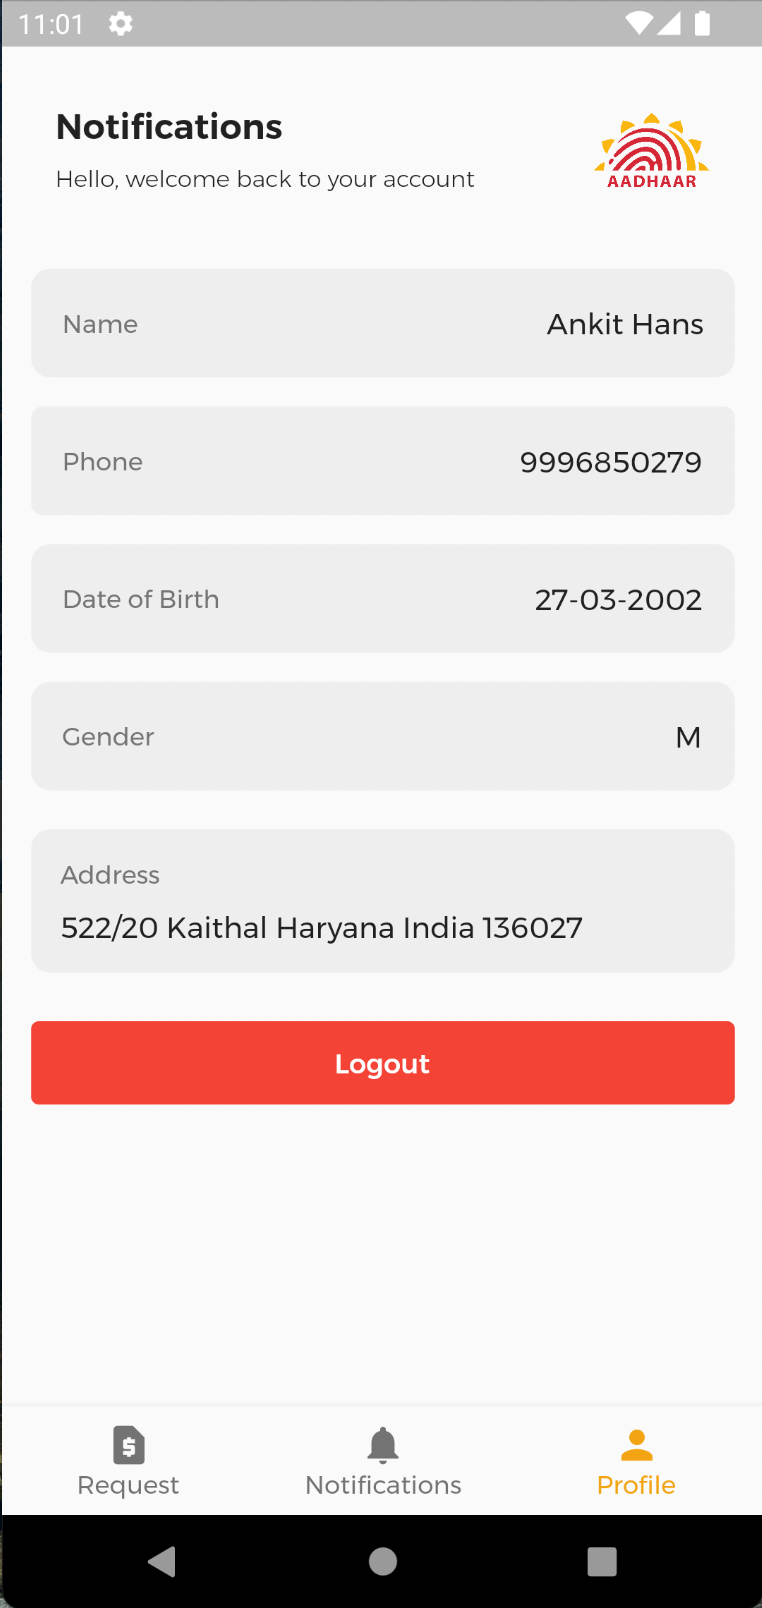 11:01
Notifications
Hello, welcome back to your account
AADHAAR
Name
Ankit Hans
Phone
9996850279
Date of Birth
27-03-2002
Gender
M
Address
522/20 Kaithal Haryana India 136027
Logout
Request
Notifications
Profile